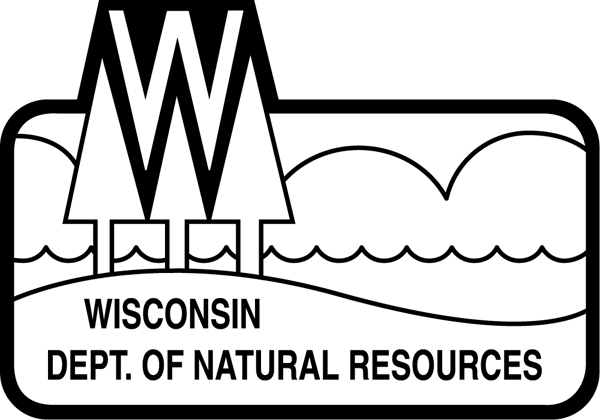 W
WISCONSIN
DEPT. OF NATURAL RESOURCES